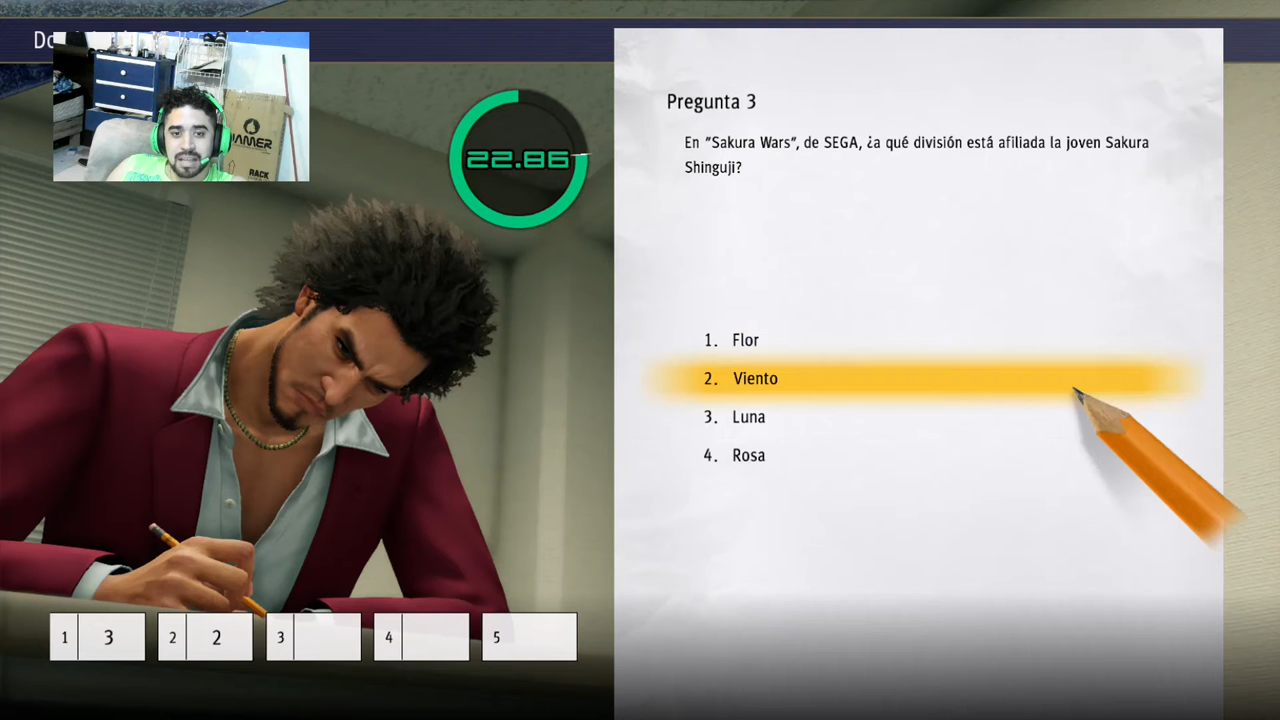 22.86
Pregunta 3
En "Sakura Wars", de SEGA, ¿a qué división está afiliada la joven Sakura
Shinguji?
1. Flor
2. Viento
3. Luna
4. Rosa
1 3
2 2
3
4
5
RACK